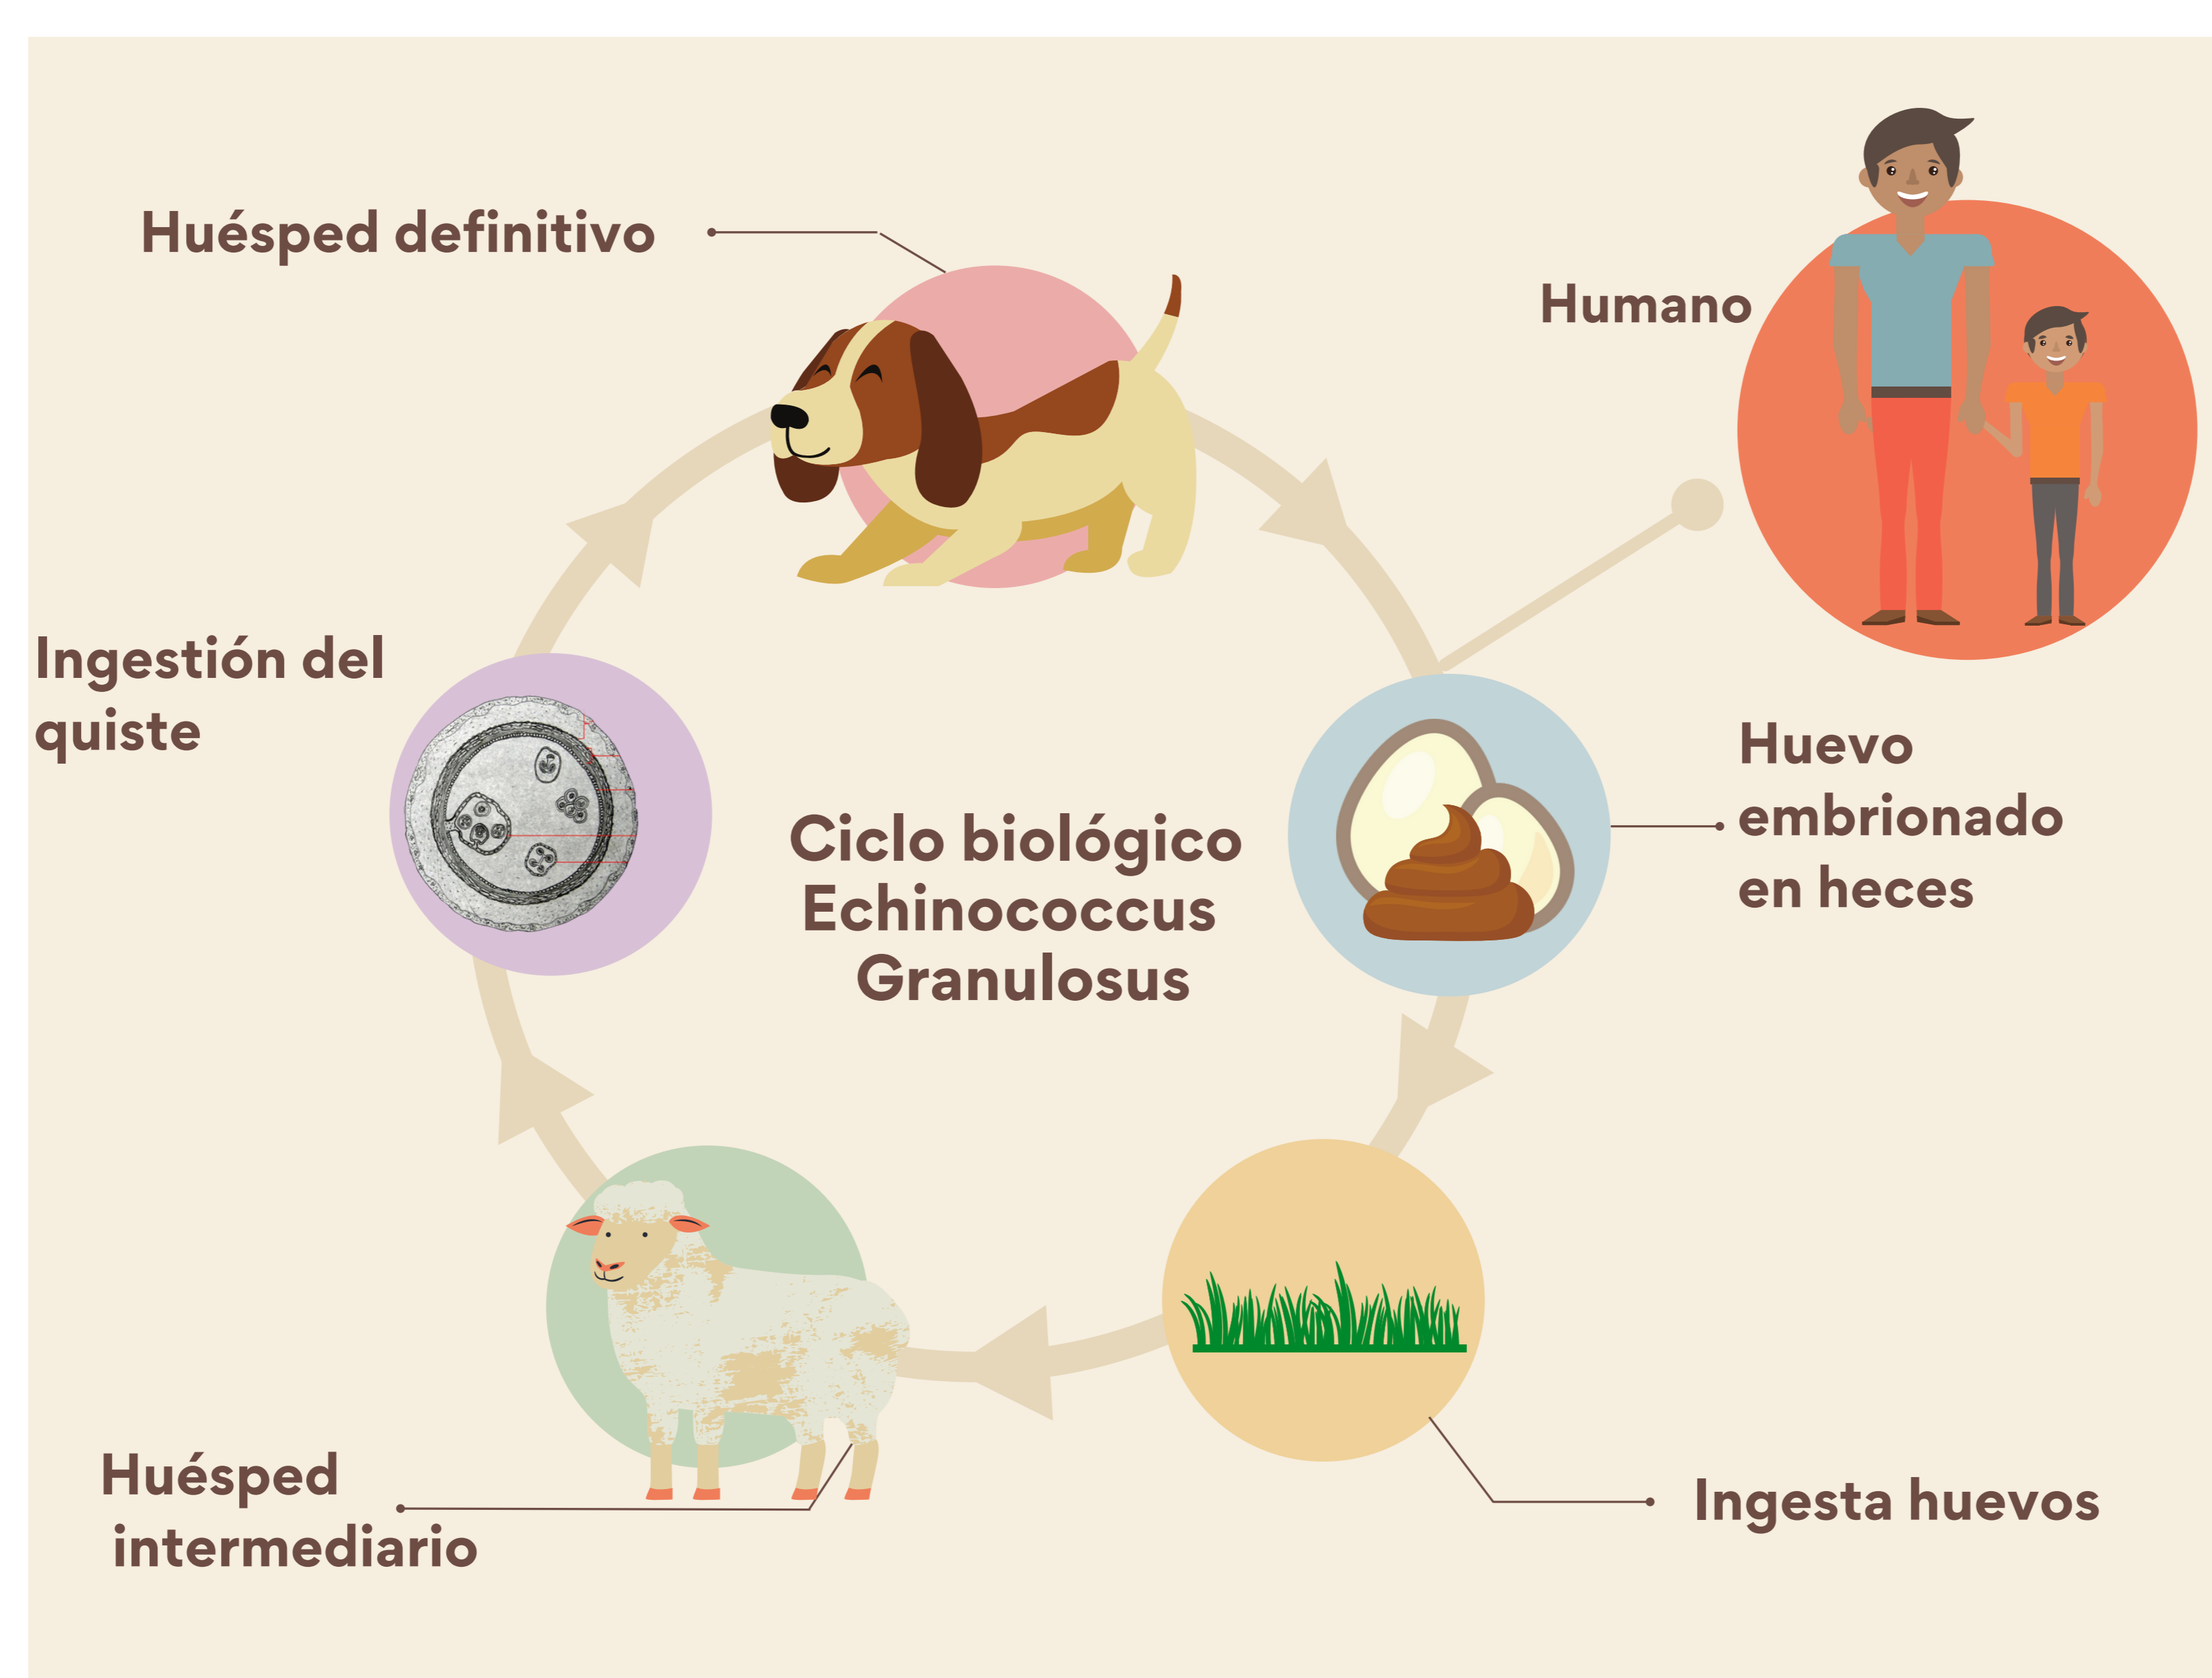 Huésped definitivo
Humano
Ingestión del
quiste
Huevo
embrionado
en heces
Ciclo biológico
Echinococcus
Granulosus
Huésped
intermediario
Ingesta huevos